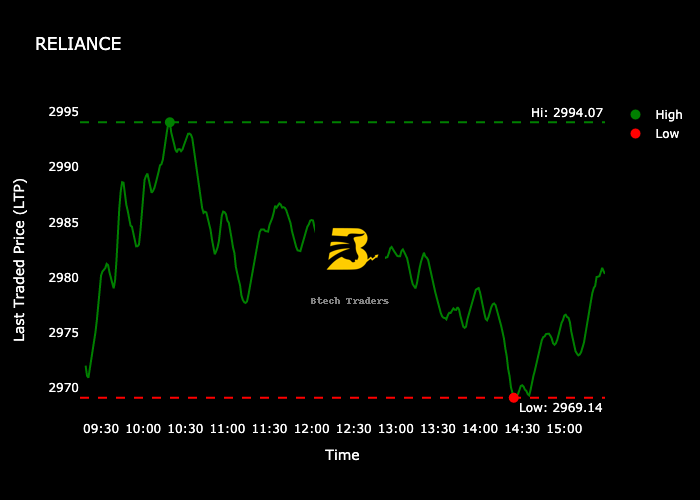 RELIANCE
2995
2990
2985
2980
2975
2970
Last Traded Price (LTP)
Hi: 2994.07
High
Low
B
Btech Traders
Low: 2969.14
09:30 10:00 10:30 11:00 11:30 12:00 12:30 13:00 13:30 14:00 14:30 15:00
Time